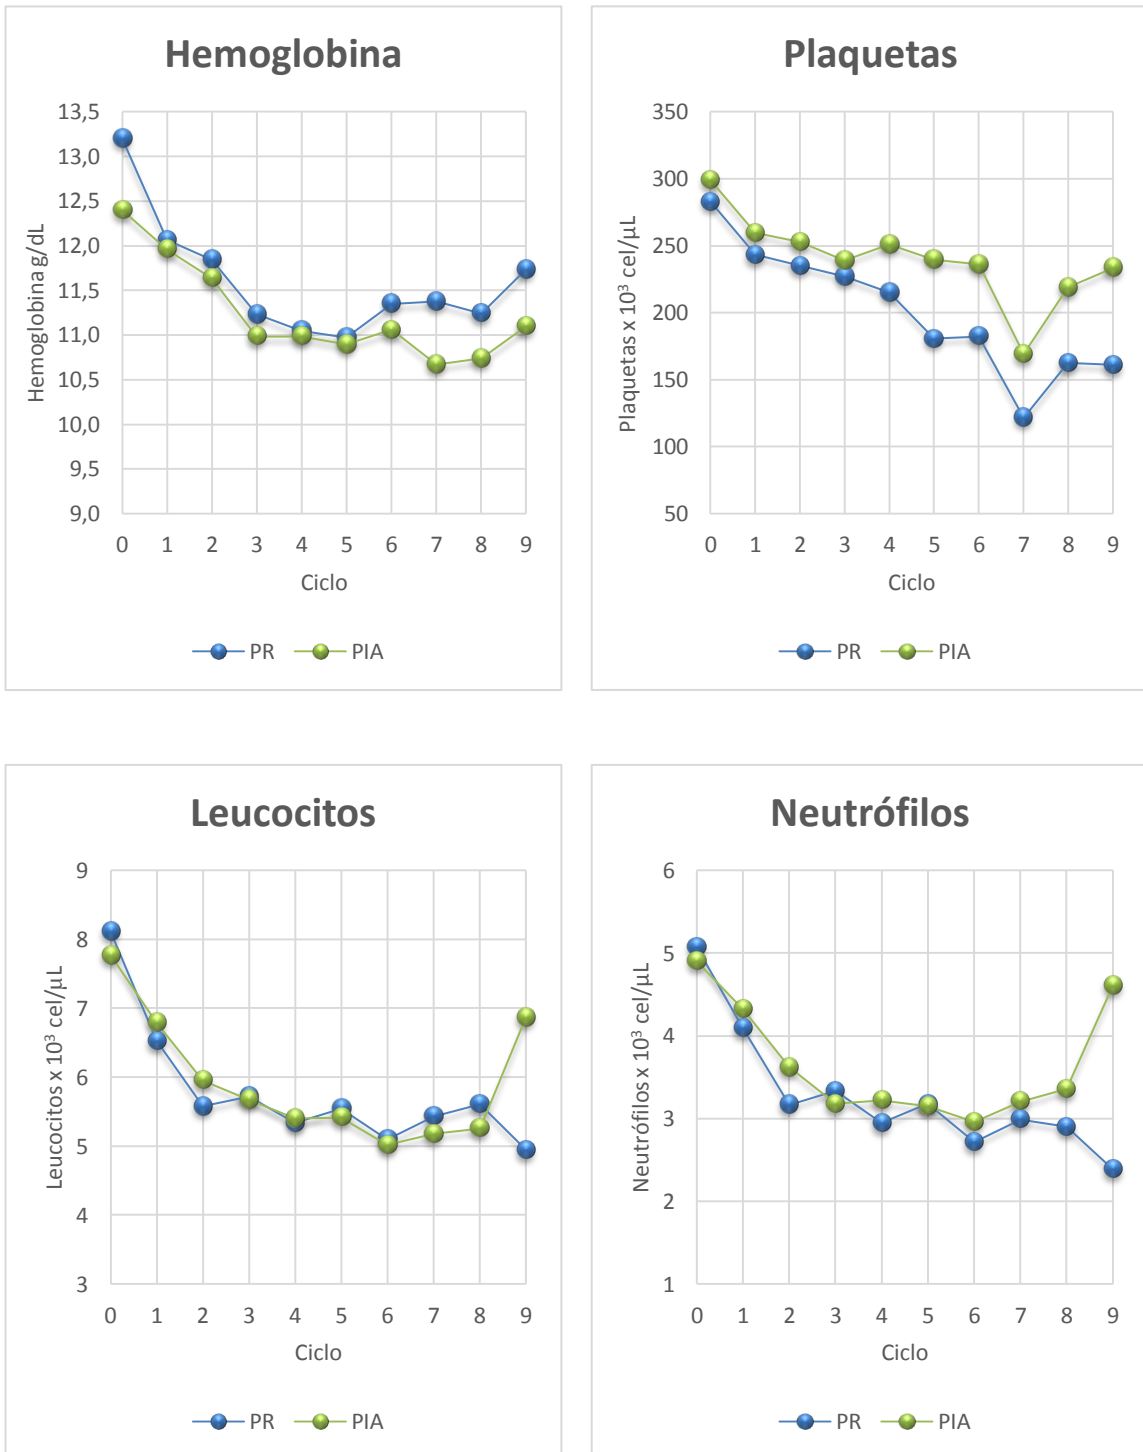 Hemoglobina
Hemoglobina g/dL
13,5
13,0
12,5
12,0
11,5
11,0
10,5
10,0
9,5
9,0
0 1 2 3 4 5 6 7 8 9
Ciclo
PR PIA
Plaquetas
Plaquetas x 10³ cel/µL
350
300
250
200
150
100
50
0 1 2 3 4 5 6 7 8 9
Ciclo
PR PIA
Leucocitos
Leucocitos x 10³ cel/µL
9
8
7
6
5
4
3
0 1 2 3 4 5 6 7 8 9
Ciclo
PR PIA
Neutrófilos
Neutrófilos x 10³ cel/µL
6
5
4
3
2
1
0 1 2 3 4 5 6 7 8 9
Ciclo
PR PIA